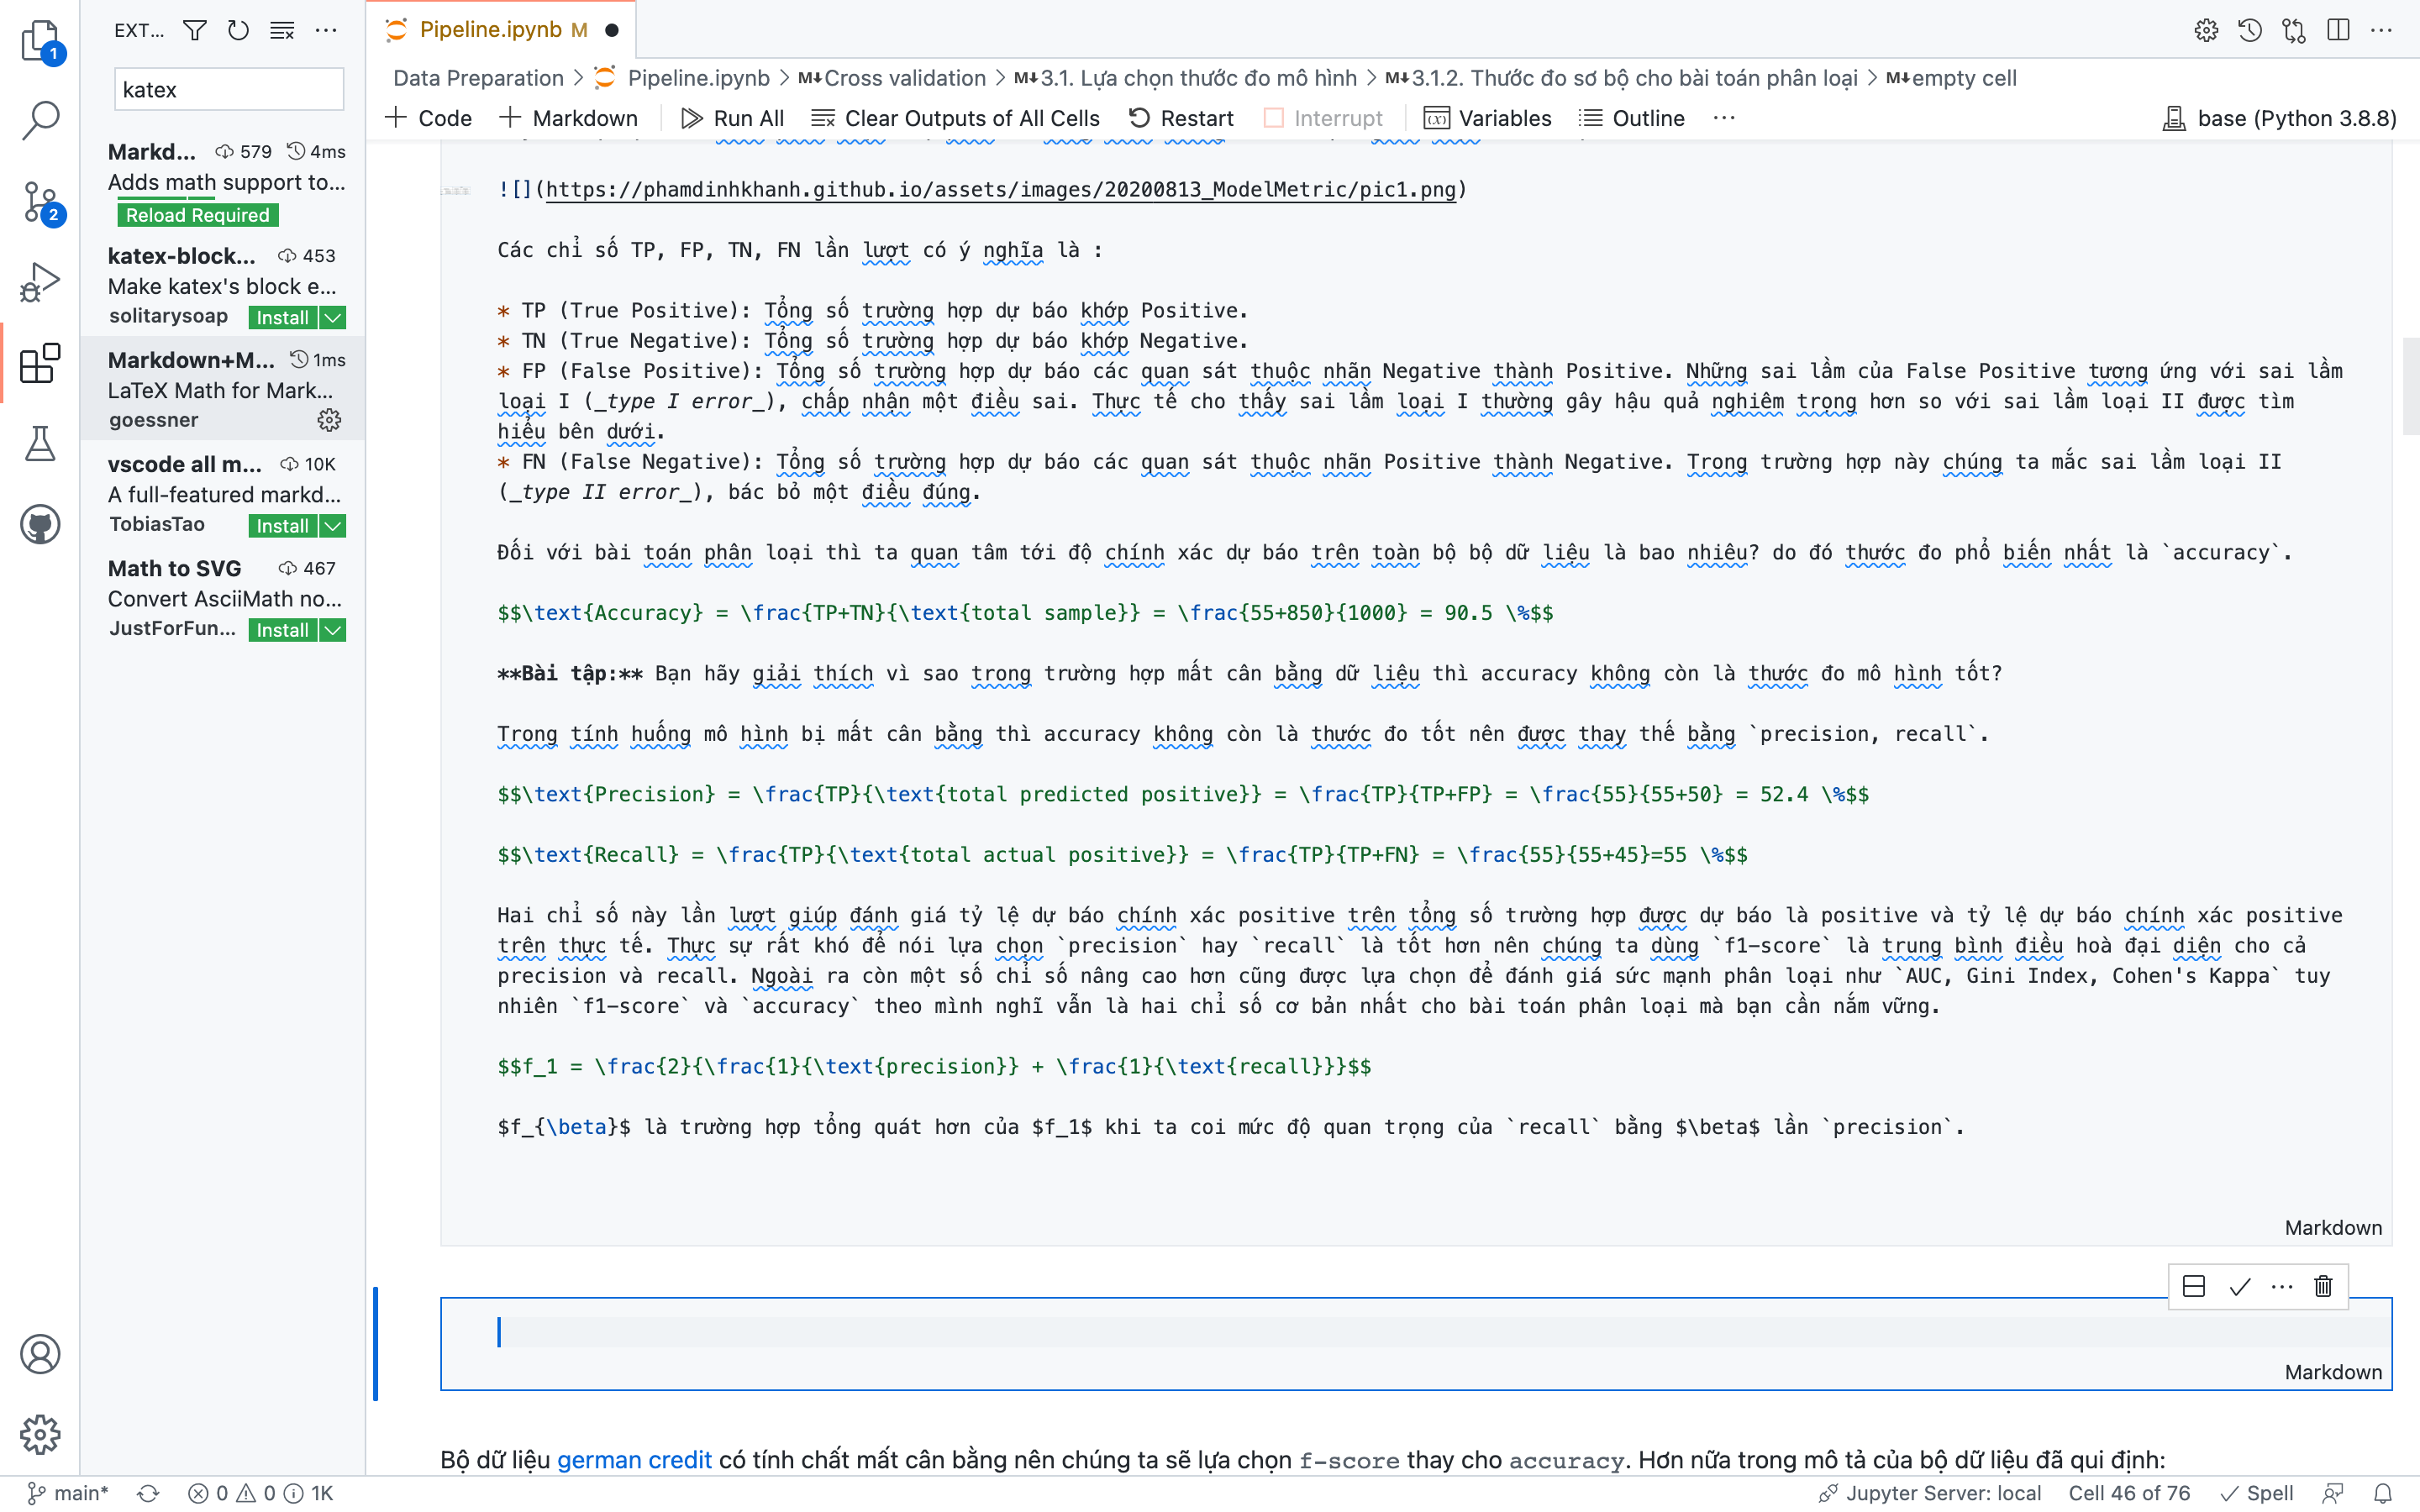 EXT...
katex
Markd... 579 4ms
Adds math support to...
Reload Required
katex-block... 453
Make katex's block e...
solitarysoap Install
Markdown+M... 1ms
LaTeX Math for Mark...
goessner
vscode all m... 10K
A full-featured markd...
TobiasTao Install
Math to SVG 467
Convert AsciiMath no...
JustForFun... Install
1
2
Pipeline.ipynb M
Data Preparation > Pipeline.ipynb > M↓Cross validation > M↓3.1. Lựa chọn thước đo mô hình > M↓3.1.2. Thước đo sơ bộ cho bài toán phân loại > M↓empty cell
+ Code + Markdown Run All Clear Outputs of All Cells Restart Interrupt Variables Outline ... base (Python 3.8.8)
![](https://phamdinhkhanh.github.io/assets/images/20200813_ModelMetric/pic1.png)
Các chỉ số TP, FP, TN, FN lần lượt có ý nghĩa là :
* TP (True Positive): Tổng số trường hợp dự báo khớp Positive.
* TN (True Negative): Tổng số trường hợp dự báo khớp Negative.
* FP (False Positive): Tổng số trường hợp dự báo các quan sát thuộc nhãn Negative thành Positive. Những sai lầm của False Positive tương ứng với sai lầm
loại I (_type I error_), chấp nhận một điều sai. Thực tế cho thấy sai lầm loại I thường gây hậu quả nghiêm trọng hơn so với sai lầm loại II được tìm
hiểu bên dưới.
* FN (False Negative): Tổng số trường hợp dự báo các quan sát thuộc nhãn Positive thành Negative. Trong trường hợp này chúng ta mắc sai lầm loại II
(_type II error_), bác bỏ một điều đúng.
Đối với bài toán phân loại thì ta quan tâm tới độ chính xác dự báo trên toàn bộ bộ dữ liệu là bao nhiêu? do đó thước đo phổ biến nhất là `accuracy`.
$$\text{Accuracy} = \frac{TP+TN}{\text{total sample}} = \frac{55+850}{1000} = 90.5 \%$$
**Bài tập:** Bạn hãy giải thích vì sao trong trường hợp mất cân bằng dữ liệu thì accuracy không còn là thước đo mô hình tốt?
Trong tính huống mô hình bị mất cân bằng thì accuracy không còn là thước đo tốt nên được thay thế bằng `precision, recall`.
$$\text{Precision} = \frac{TP}{\text{total predicted positive}} = \frac{TP}{TP+FP} = \frac{55}{55+50} = 52.4 \%$$
$$\text{Recall} = \frac{TP}{\text{total actual positive}} = \frac{TP}{TP+FN} = \frac{55}{55+45}=55 \%$$
Hai chỉ số này lần lượt giúp đánh giá tỷ lệ dự báo chính xác positive trên tổng số trường hợp được dự báo là positive và tỷ lệ dự báo chính xác positive
trên thực tế. Thực sự rất khó để nói lựa chọn `precision` hay `recall` là tốt hơn nên chúng ta dùng `f1-score` là trung bình điều hoà đại diện cho cả
precision và recall. Ngoài ra còn một số chỉ số nâng cao hơn cũng được lựa chọn để đánh giá sức mạnh phân loại như `AUC, Gini Index, Cohen's Kappa` tuy
nhiên `f1-score` và `accuracy` theo mình nghĩ vẫn là hai chỉ số cơ bản nhất cho bài toán phân loại mà bạn cần nắm vững.
$$f_1 = \frac{2}{\frac{1}{\text{precision}} + \frac{1}{\text{recall}}}$$
$f_{\beta}$ là trường hợp tổng quát hơn của $f_1$ khi ta coi mức độ quan trọng của `recall` bằng $\beta$ lần `precision`.
Markdown
Markdown
Bộ dữ liệu german credit có tính chất mất cân bằng nên chúng ta sẽ lựa chọn f-score thay cho accuracy. Hơn nữa trong mô tả của bộ dữ liệu đã qui định:
main* 0 0 1K Jupyter Server: local Cell 46 of 76 Spell